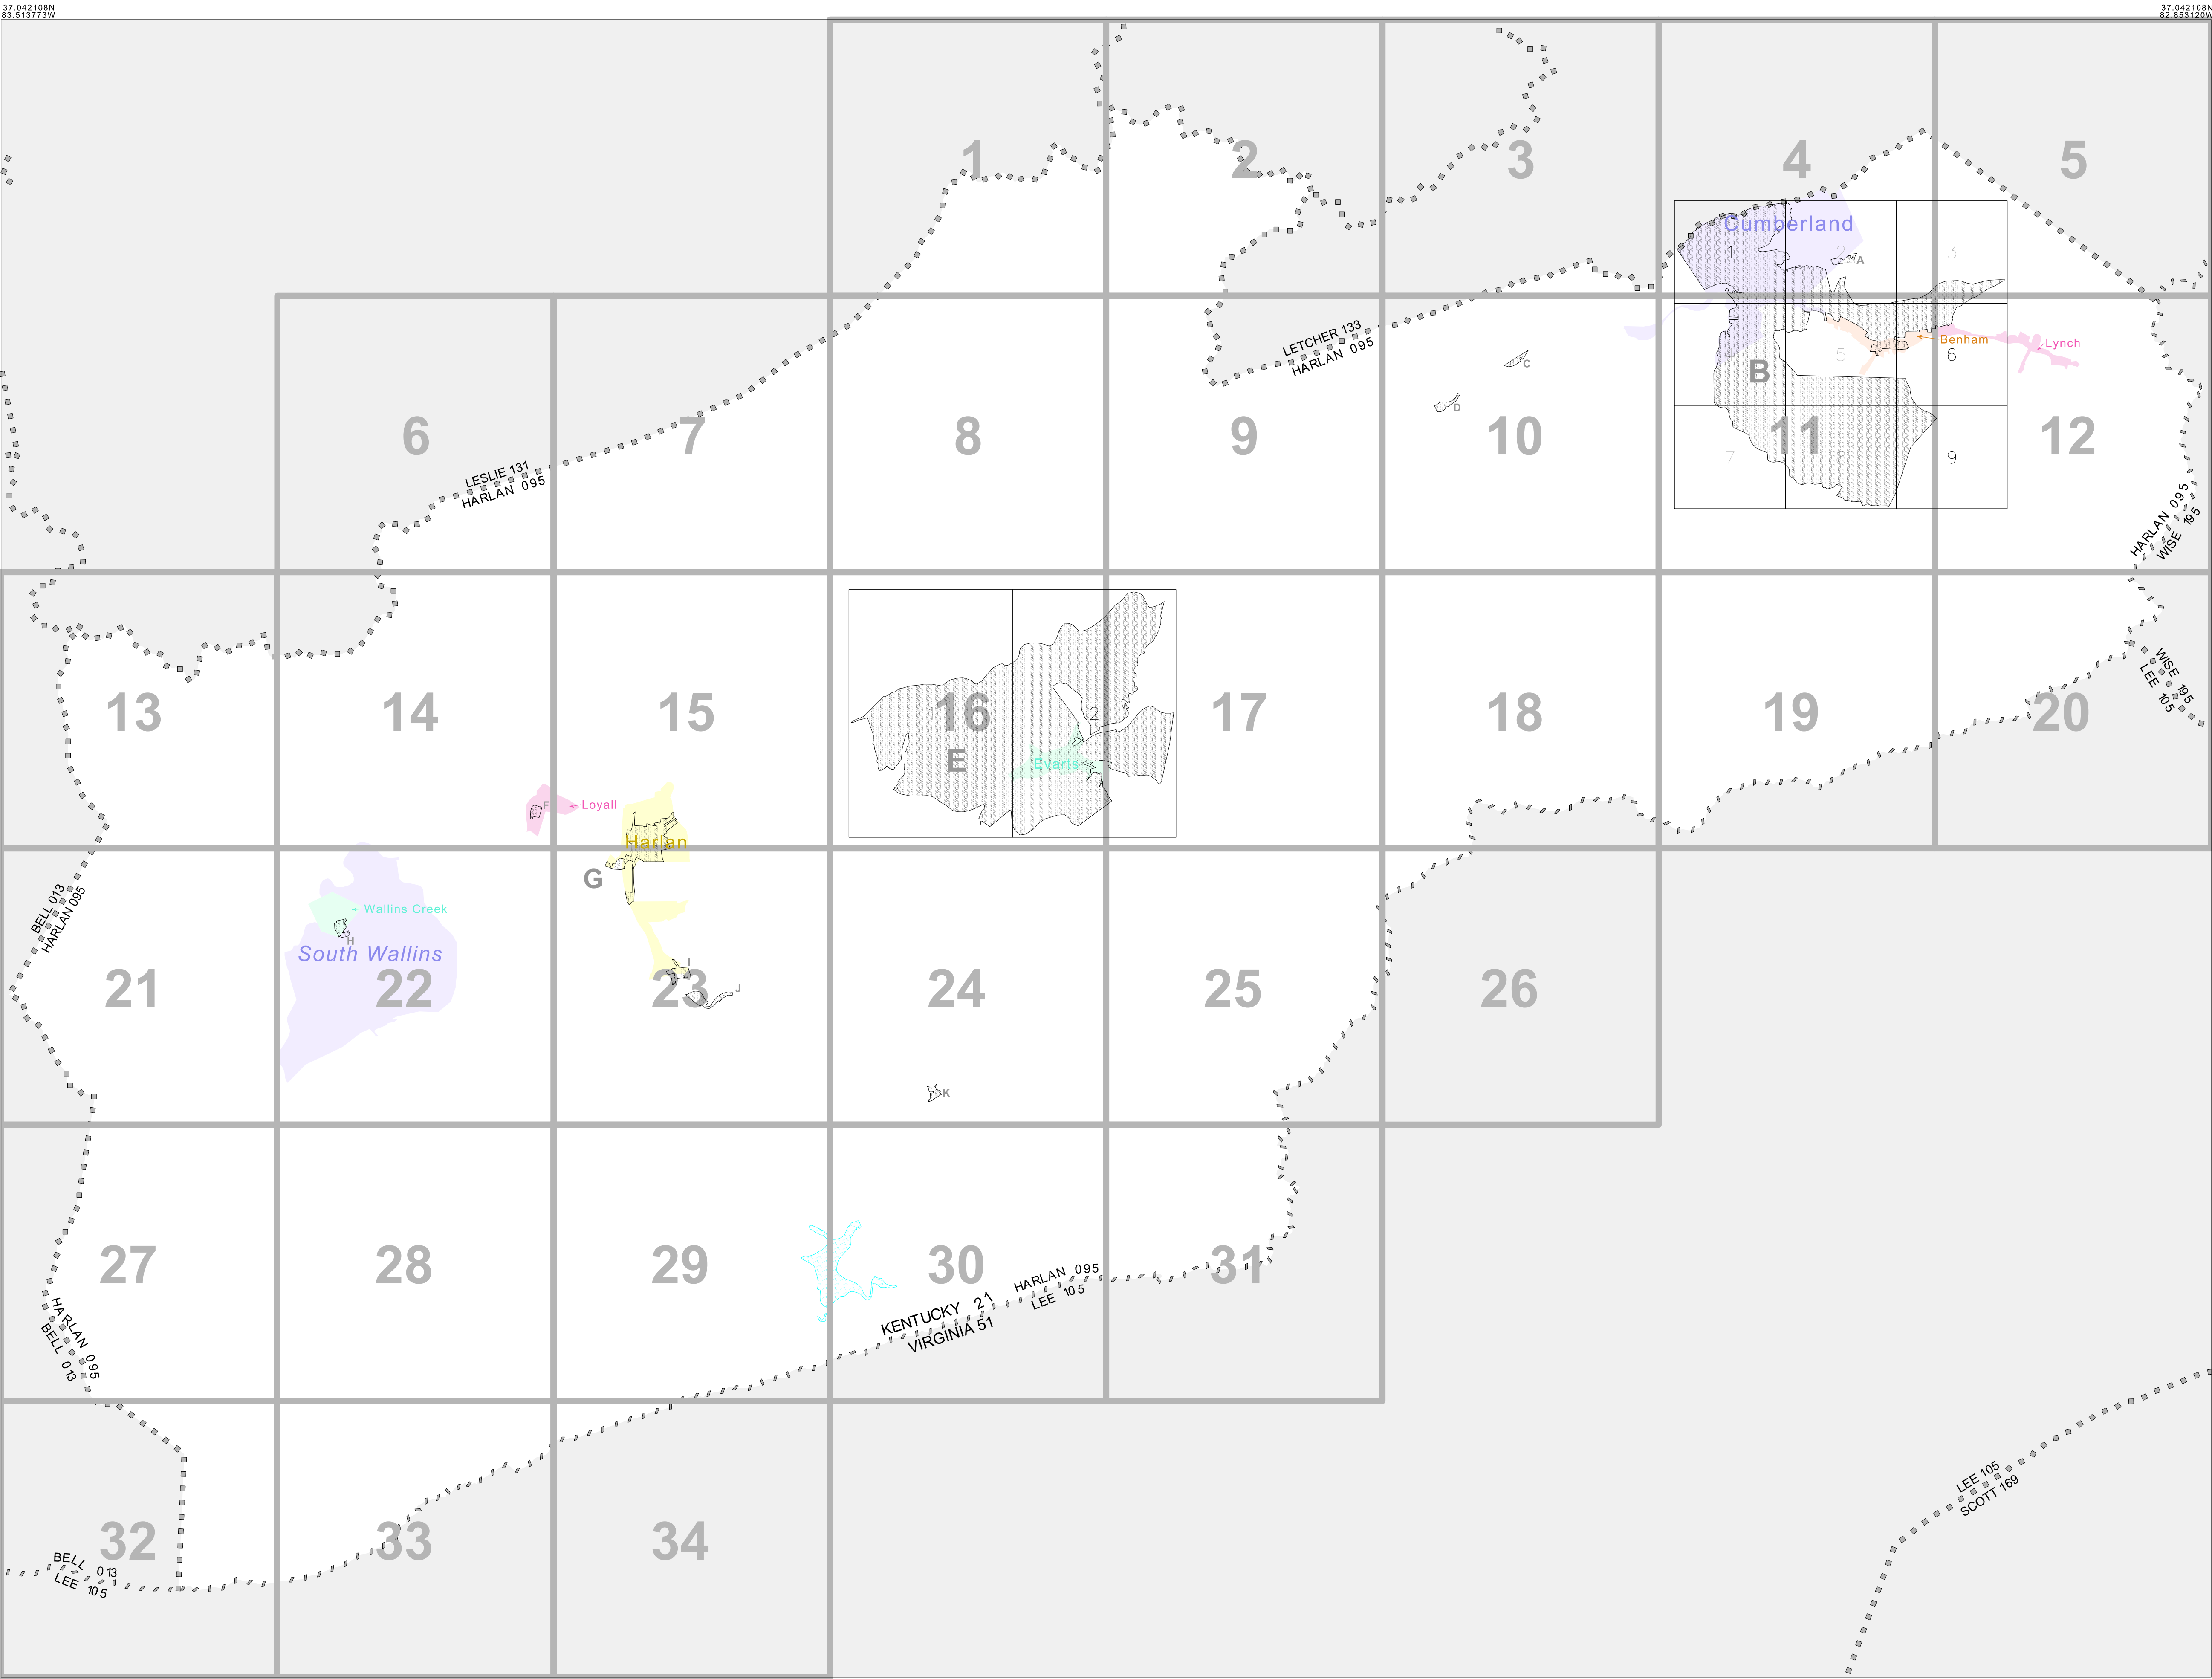 37.042108N
83.513773W
37.042108N
82.853120W
1
2
3
4
5
Cumberland
1
2
3
A
LETCHER 133
HARLAN 095
Benham
Lynch
C
B
4
5
6
D
6
7
8
9
10
11
12
7
8
9
LESLIE 131
HARLAN 095
HARLAN 095
WISE 195
WISE 195
LEE 105
13
14
15
1
16
2
17
18
19
20
E
Evarts
F
Loyall
Harlan
G
BELL 013
HARLAN 095
Wallins Creek
H
South Wallins
I
J
21
22
23
24
25
26
K
27
28
29
30
31
HARLAN 095
LEE 105
KENTUCKY 21
VIRGINIA 51
HARLAN 095
BELL 013
LEE 105
SCOTT 169
32
33
34
BELL 013
LEE 105